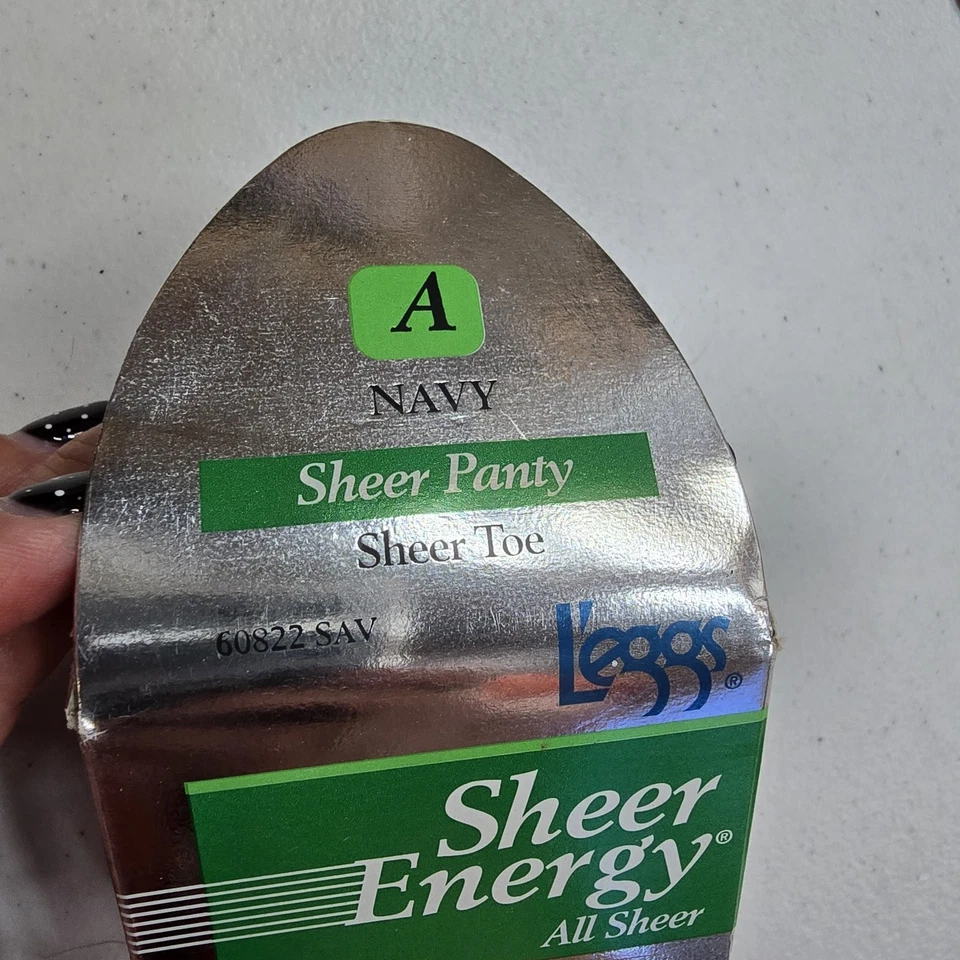 A
NAVY
Sheer Panty
Sheer Toe
60822 SAV
L'eggs®
Sheer
Energy®
All Sheer